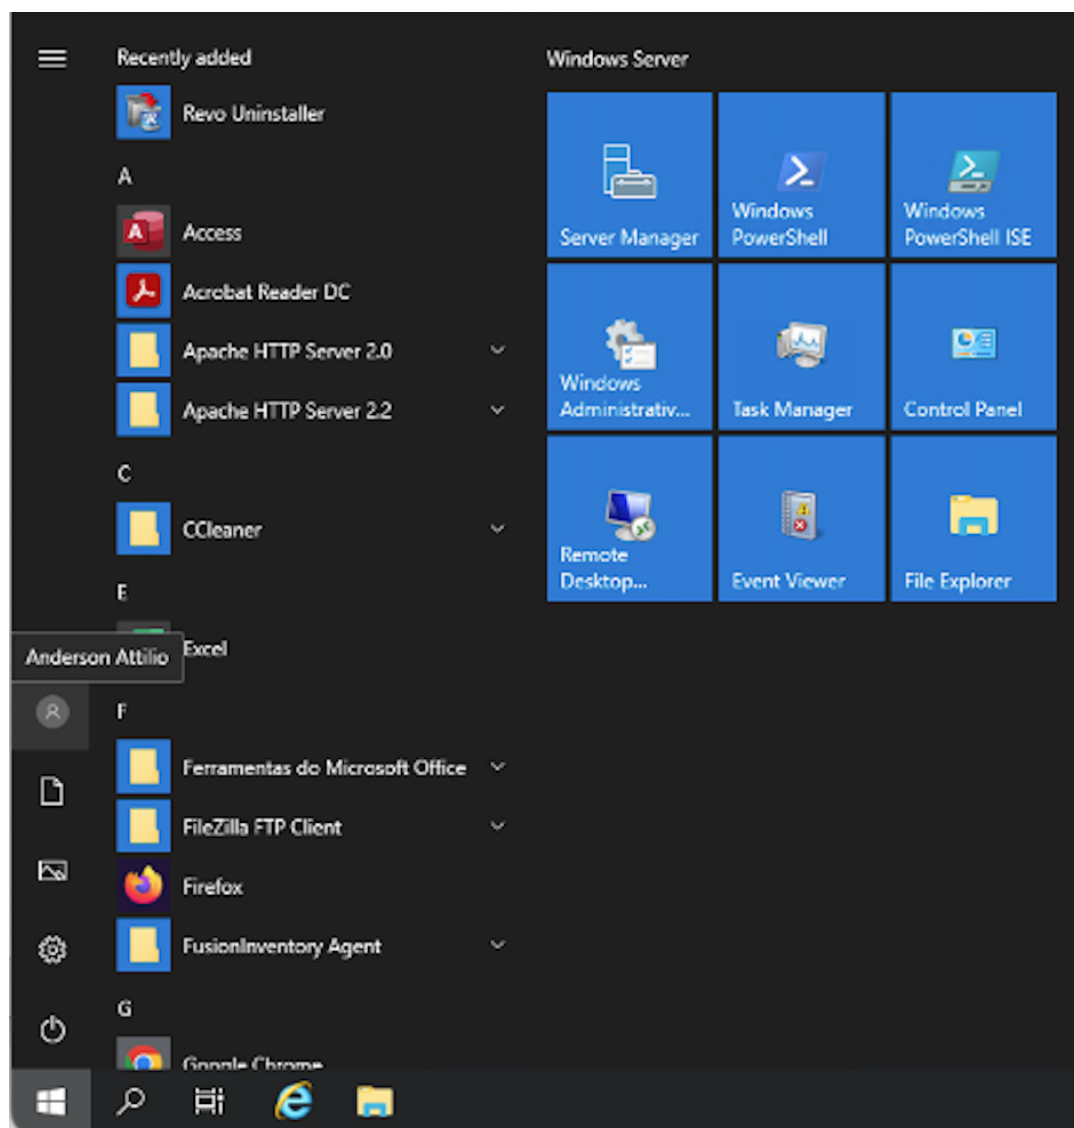 Recently added
Revo Uninstaller
A
Access
Acrobat Reader DC
Apache HTTP Server 2.0
Apache HTTP Server 2.2
C
CCleaner
E
Excel
Anderson Attilio
F
Ferramentas do Microsoft Office
FileZilla FTP Client
Firefox
FusionInventory Agent
G
Google Chrome
Windows Server
Server Manager
Windows
PowerShell
Windows
PowerShell ISE
Windows
Administrativ...
Task Manager
Control Panel
Remote
Desktop...
Event Viewer
File Explorer